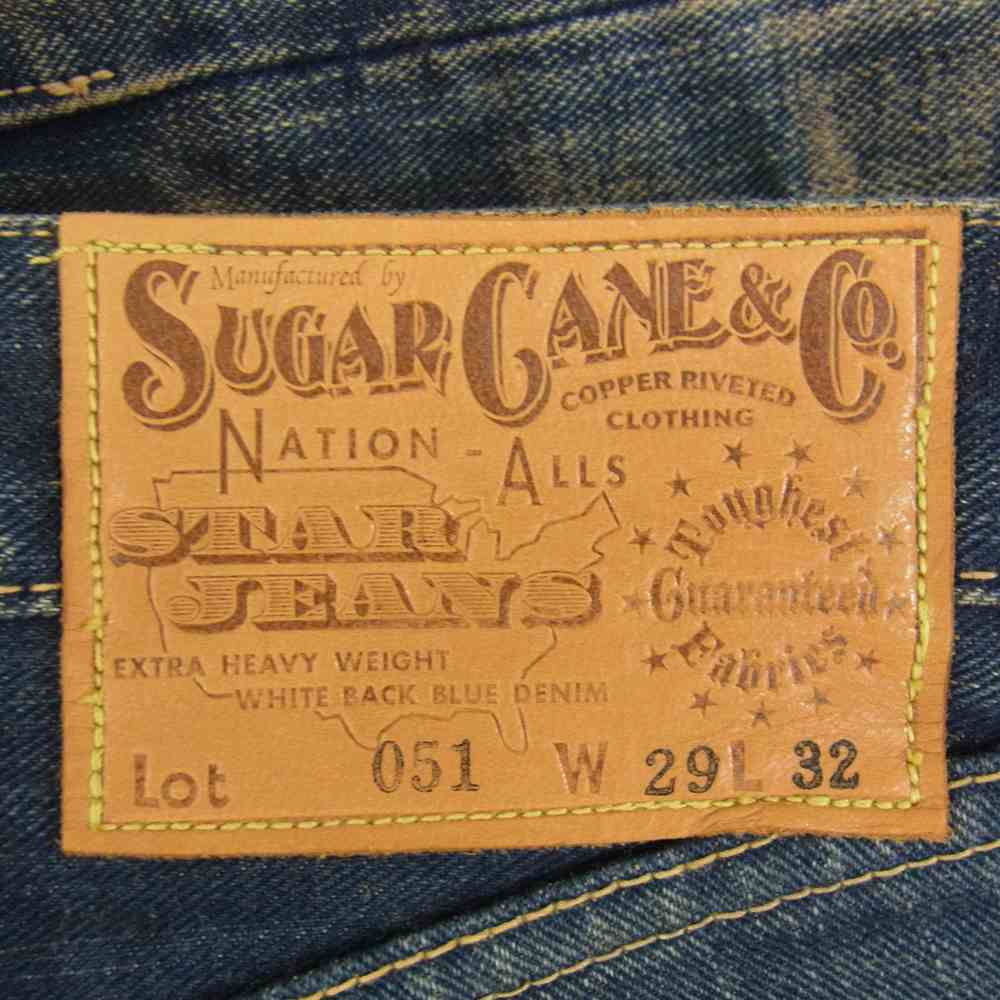 Manufactured by
SUGAR CANE & CO.
COPPER RIVETED
CLOTHING
NATION-ALLS
STAR
JEANS
Toughest
Guaranteed
Fabrics
EXTRA HEAVY WEIGHT
WHITE BACK BLUE DENIM
Lot 051 W 29 L 32